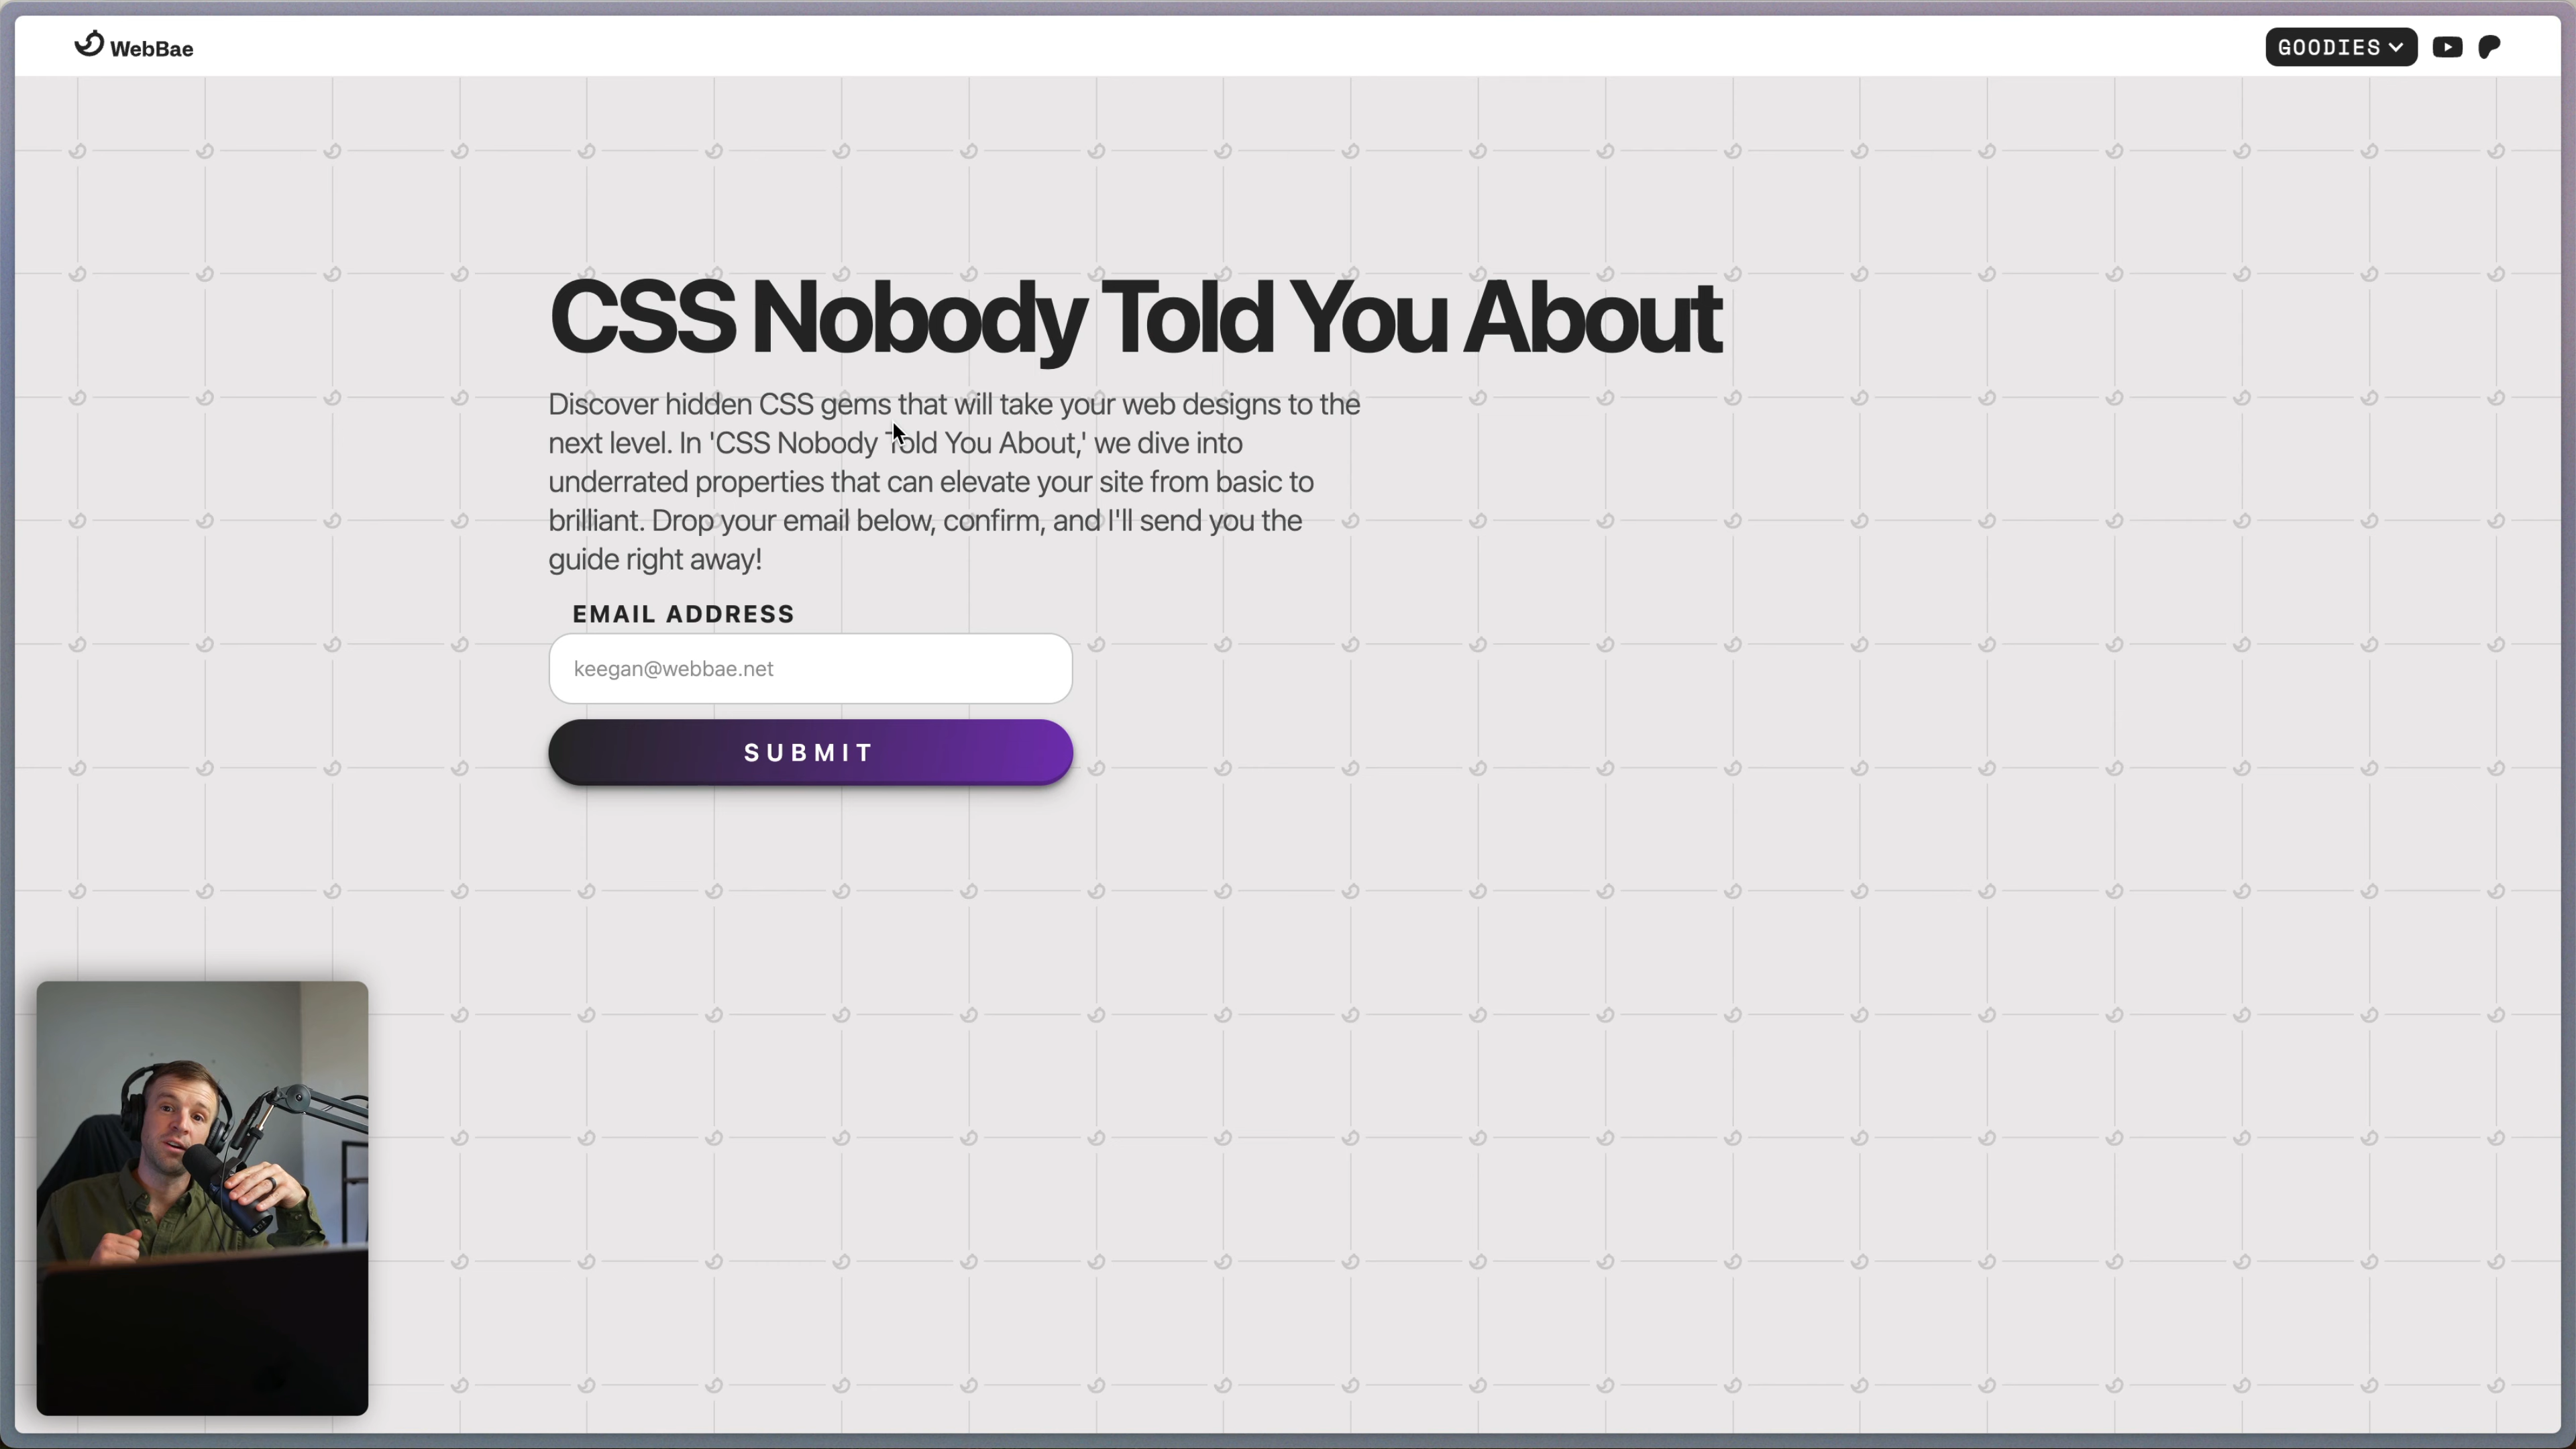 WebBae
GOODIES
CSS Nobody Told You About
Discover hidden CSS gems that will take your web designs to the
next level. In 'CSS Nobody Told You About,' we dive into
underrated properties that can elevate your site from basic to
brilliant. Drop your email below, confirm, and I'll send you the
guide right away!
EMAIL ADDRESS
keegan@webbae.net
SUBMIT